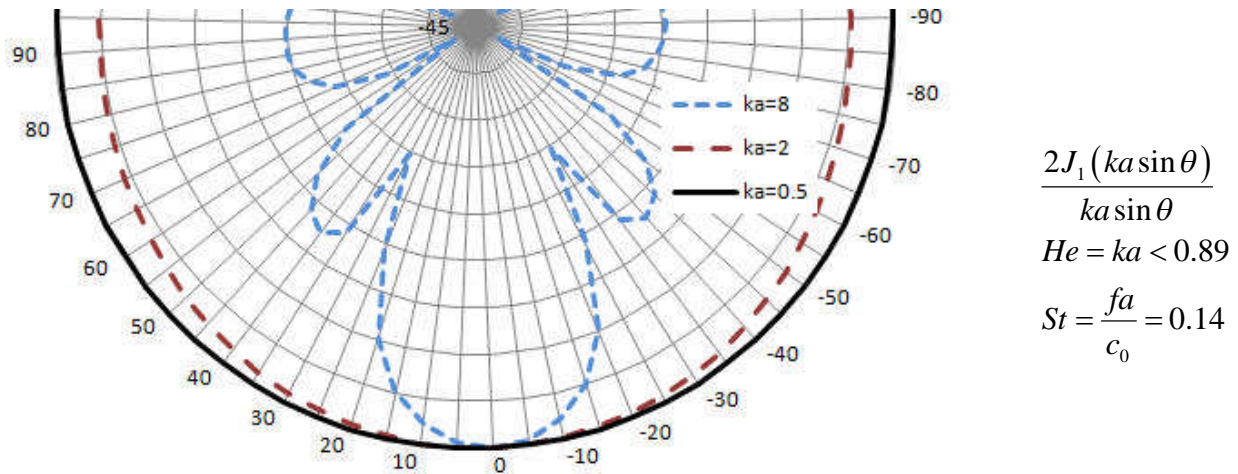 -45
90
80
70
60
50
40
30
20
10
0
-10
-20
-30
-40
-50
-60
-70
-80
-90
ka=8
ka=2
ka=0.5
2J₁(ka sin θ)
ka sin θ
He = ka < 0.89
St = fa/c₀ = 0.14